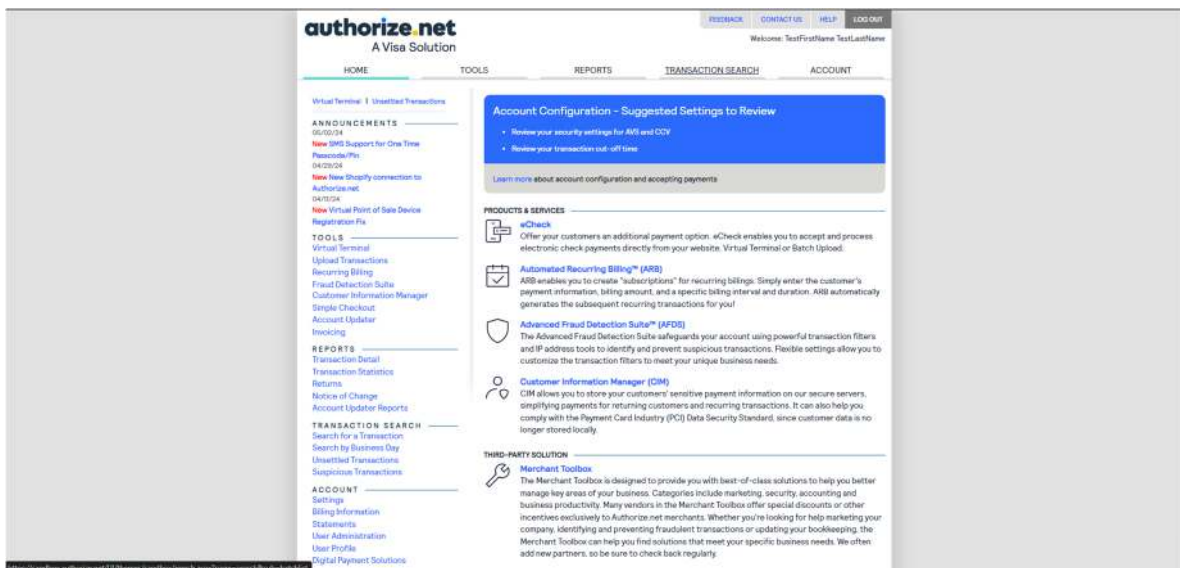 authorize.net
A Visa Solution
FEEDBACK CONTACT US HELP LOG OUT
Welcome: TestFirstName TestLastName
HOME TOOLS REPORTS TRANSACTION SEARCH ACCOUNT
Virtual Terminal | Unsettled Transactions
ANNOUNCEMENTS
05/02/24
New SMS Support for One Time
Passcode/Pin
04/29/24
New New Shopify connection to
Authorize.net
04/11/24
New Virtual Point of Sale Device
Registration Fix
TOOLS
Virtual Terminal
Upload Transactions
Recurring Billing
Fraud Detection Suite
Customer Information Manager
Simple Checkout
Account Updater
Invoicing
REPORTS
Transaction Detail
Transaction Statistics
Returns
Notice of Change
Account Updater Reports
TRANSACTION SEARCH
Search for a Transaction
Search by Business Day
Unsettled Transactions
Suspicious Transactions
ACCOUNT
Settings
Billing Information
Statements
User Administration
User Profile
Digital Payment Solutions
Account Configuration - Suggested Settings to Review
• Review your security settings for AVS and CCV
• Review your transaction cut-off time
Learn more about account configuration and accepting payments
PRODUCTS & SERVICES
eCheck
Offer your customers an additional payment option. eCheck enables you to accept and process
electronic check payments directly from your website, Virtual Terminal or Batch Upload.
Automated Recurring Billing™ (ARB)
ARB enables you to create "subscriptions" for recurring billings. Simply enter the customer's
payment information, billing amount, and a specific billing interval and duration. ARB automatically
generates the subsequent recurring transactions for you!
Advanced Fraud Detection Suite™ (AFDS)
The Advanced Fraud Detection Suite safeguards your account using powerful transaction filters
and IP address tools to identify and prevent suspicious transactions. Flexible settings allow you to
customize the transaction filters to meet your unique business needs.
Customer Information Manager (CIM)
CIM allows you to store your customers' sensitive payment information on our secure servers,
simplifying payments for returning customers and recurring transactions. It can also help you
comply with the Payment Card Industry (PCI) Data Security Standard, since customer data is no
longer stored locally.
THIRD-PARTY SOLUTION
Merchant Toolbox
The Merchant Toolbox is designed to provide you with best-of-class solutions to help you better
manage key areas of your business. Categories include marketing, security, accounting and
business productivity. Many vendors in the Merchant Toolbox offer special discounts or other
incentives exclusively to Authorize.net merchants. Whether you're looking for help marketing your
company, identifying and preventing fraudulent transactions or updating your bookkeeping, the
Merchant Toolbox can help you find solutions that meet your specific business needs. We often
add new partners, so be sure to check back regularly.